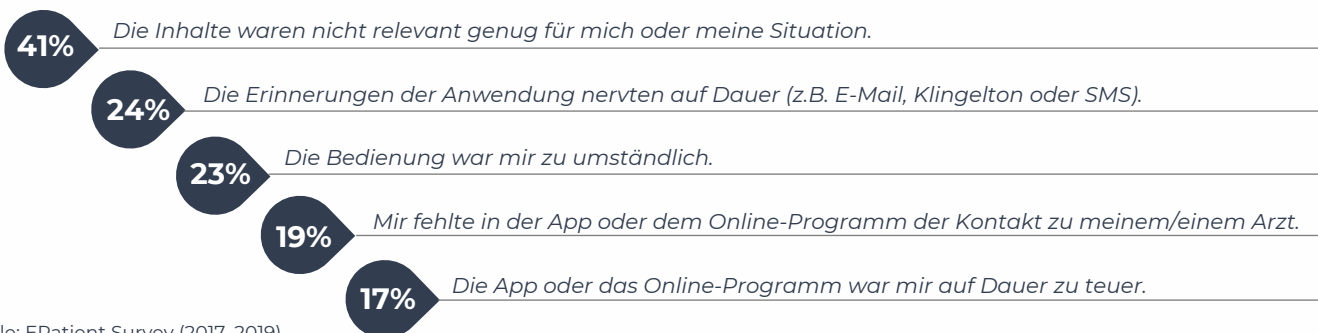 41% Die Inhalte waren nicht relevant genug für mich oder meine Situation.
24% Die Erinnerungen der Anwendung nervten auf Dauer (z.B. E-Mail, Klingelton oder SMS).
23% Die Bedienung war mir zu umständlich.
19% Mir fehlte in der App oder dem Online-Programm der Kontakt zu meinem/einem Arzt.
17% Die App oder das Online-Programm war mir auf Dauer zu teuer.
EPatient Survey (2017, 2019)